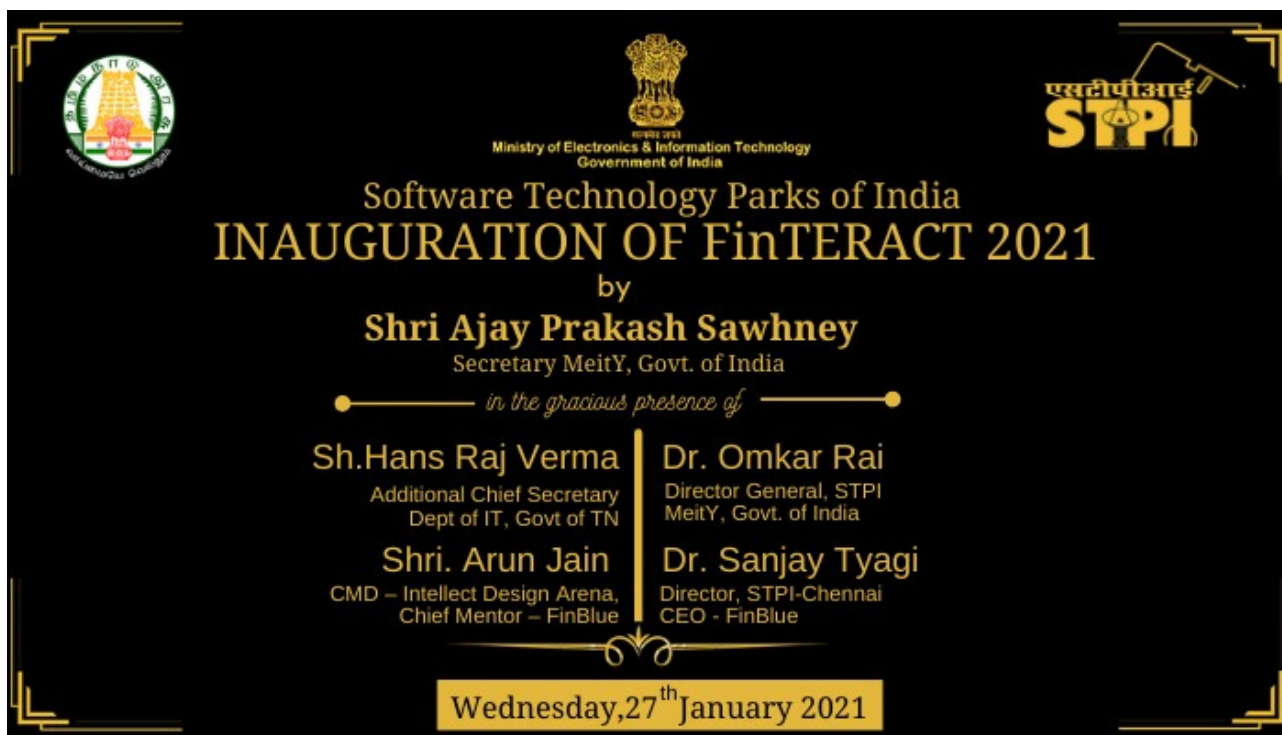 தமிழ் நாடு அரசு
வாய்மையே வெல்லும்
सत्यमेव जयते
Ministry of Electronics & Information Technology
Government of India
एसटीपीआई
STPI
Software Technology Parks of India
INAUGURATION OF FinTERACT 2021
by
Shri Ajay Prakash Sawhney
Secretary MeitY, Govt. of India
in the gracious presence of
Sh.Hans Raj Verma
Additional Chief Secretary
Dept of IT, Govt of TN
Dr. Omkar Rai
Director General, STPI
MeitY, Govt. of India
Shri. Arun Jain
CMD – Intellect Design Arena,
Chief Mentor – FinBlue
Dr. Sanjay Tyagi
Director, STPI-Chennai
CEO - FinBlue
Wednesday,27th January 2021